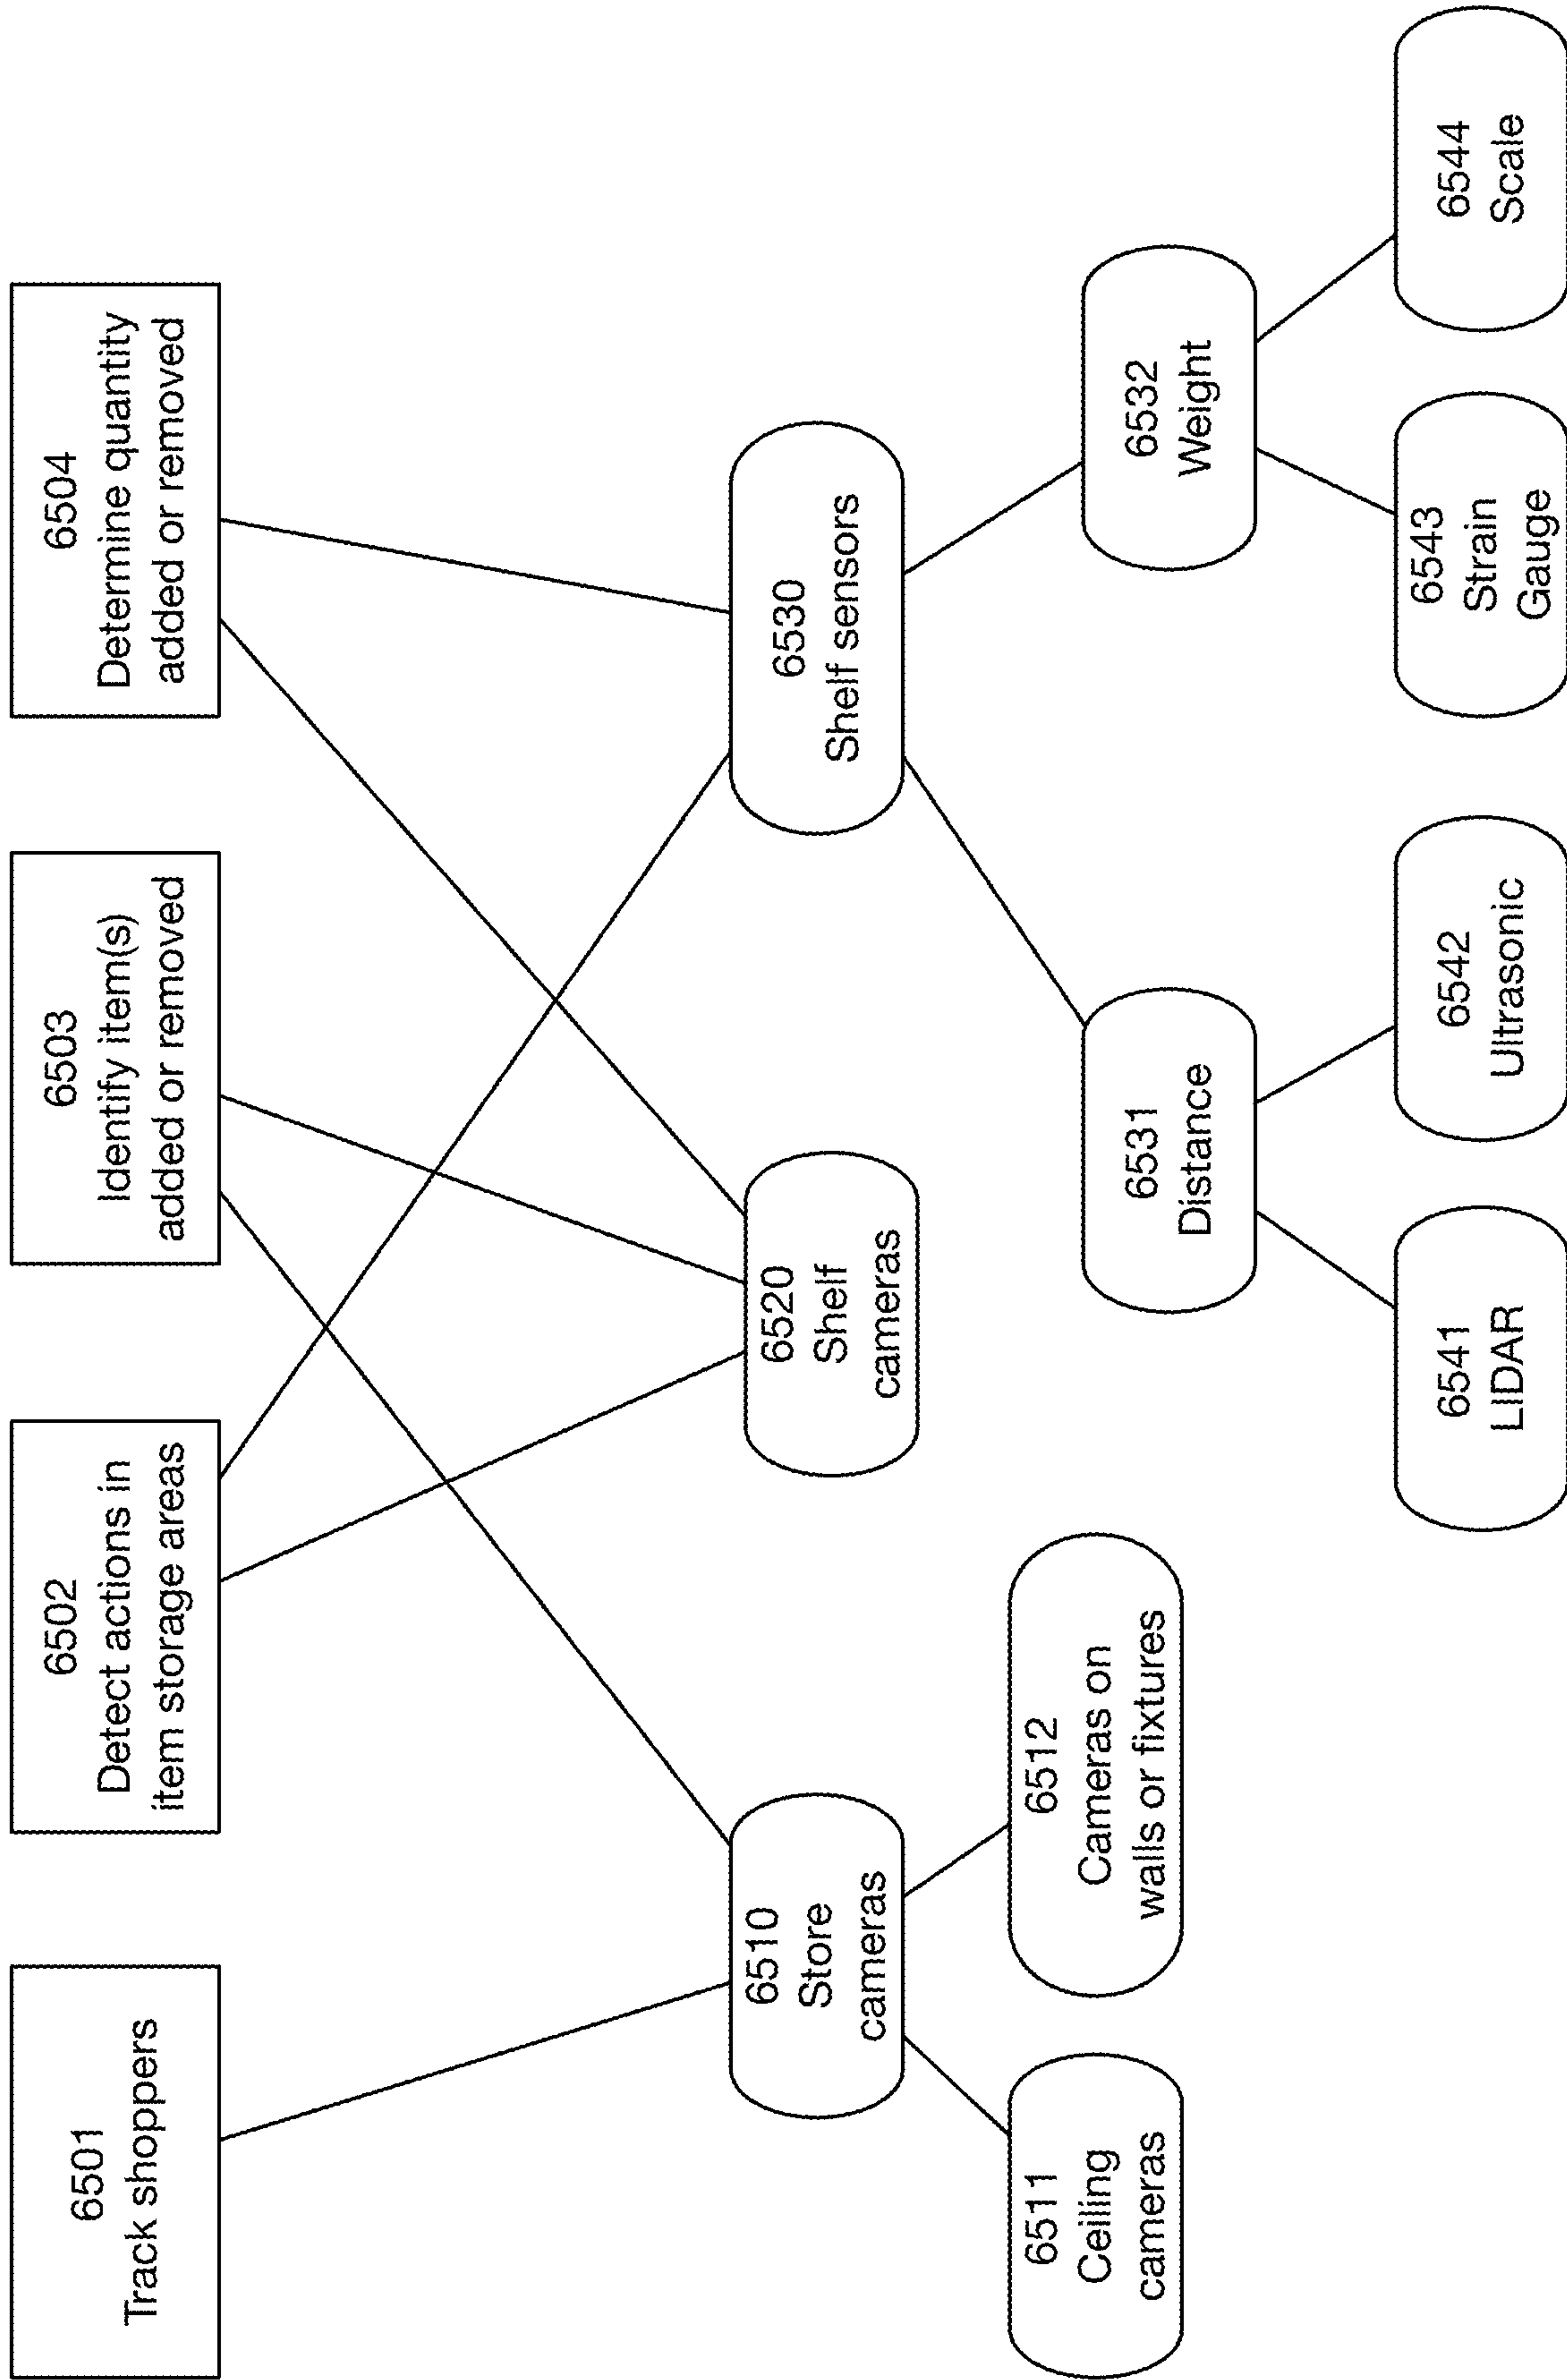 6501
Track shoppers
6502
Detect actions in
item storage areas
6503
Identify item(s)
added or removed
6504
Determine quantity
added or removed
6510
Store
cameras
6520
Shelf
cameras
6530
Shelf sensors
6511
Ceiling
cameras
6512
Cameras on
walls or fixtures
6531
Distance
6532
Weight
6541
LIDAR
6542
Ultrasonic
6543
Strain
Gauge
6544
Scale